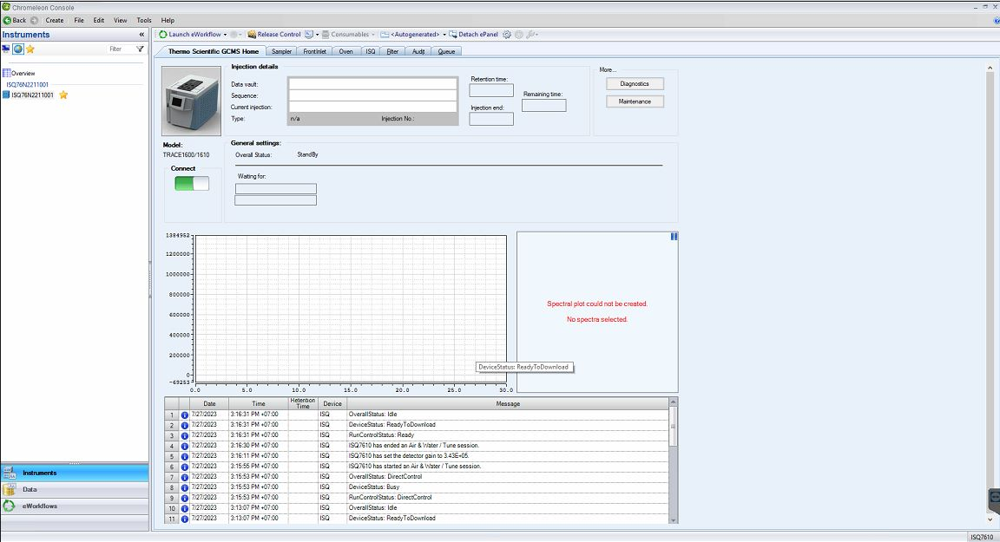 Chromeleon Console
Back Create File Edit View Tools Help
Instruments «
Filter
Overview
ISQ76N2211001
ISQ76N2211001
Instruments
Data
eWorkflows
Launch eWorkflow Release Control Consumables <Autogenerated> Detach ePanel
Thermo Scientific GCMS Home Sampler FrontInlet Oven ISQ Filter Audit Queue
Model:
TRACE1600/1610
Connect
Injection details
Data vault:
Sequence:
Current injection:
Type: n/a Injection No.:
Retention time:
Injection end:
Remaining time:
More...
Diagnostics
Maintenance
General settings:
Overall Status: StandBy
Waiting for:
1384952
1200000
1000000
800000
600000
400000
200000
0
-69253
0.0 5.0 10.0 15.0 20.0 25.0 30.0
Spectral plot could not be created.
No spectra selected.
DeviceStatus: ReadyToDownload
Date Time Retention Time Device Message
1 7/27/2023 3:16:31 PM +07:00 ISQ OverallStatus: Idle
2 7/27/2023 3:16:31 PM +07:00 ISQ DeviceStatus: ReadyToDownload
3 7/27/2023 3:16:31 PM +07:00 ISQ RunControlStatus: Ready
4 7/27/2023 3:16:30 PM +07:00 ISQ ISQ7610 has ended an Air & Water / Tune session.
5 7/27/2023 3:16:11 PM +07:00 ISQ ISQ7610 has set the detector gain to 3.43E+05.
6 7/27/2023 3:15:55 PM +07:00 ISQ ISQ7610 has started an Air & Water / Tune session.
7 7/27/2023 3:15:53 PM +07:00 ISQ OverallStatus: DirectControl
8 7/27/2023 3:15:53 PM +07:00 ISQ DeviceStatus: Busy
9 7/27/2023 3:15:53 PM +07:00 ISQ RunControlStatus: DirectControl
10 7/27/2023 3:13:07 PM +07:00 ISQ OverallStatus: Idle
11 7/27/2023 3:13:07 PM +07:00 ISQ DeviceStatus: ReadyToDownload
ISQ7610